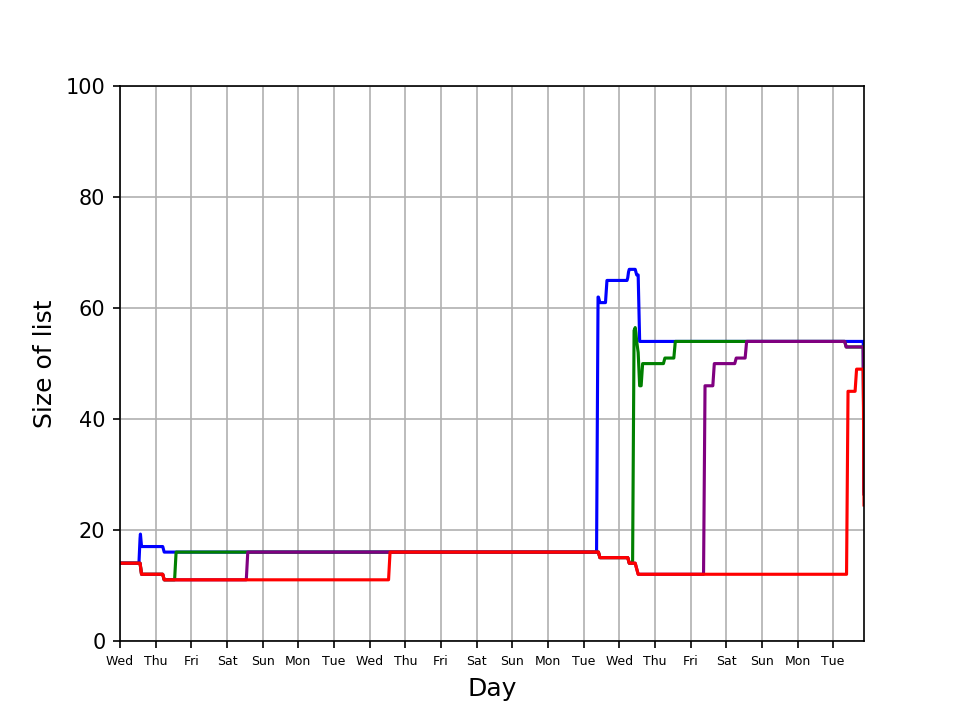 100
80
60
40
20
0
Size of list
Wed Thu Fri Sat Sun Mon Tue Wed Thu Fri Sat Sun Mon Tue Wed Thu Fri Sat Sun Mon Tue
Day